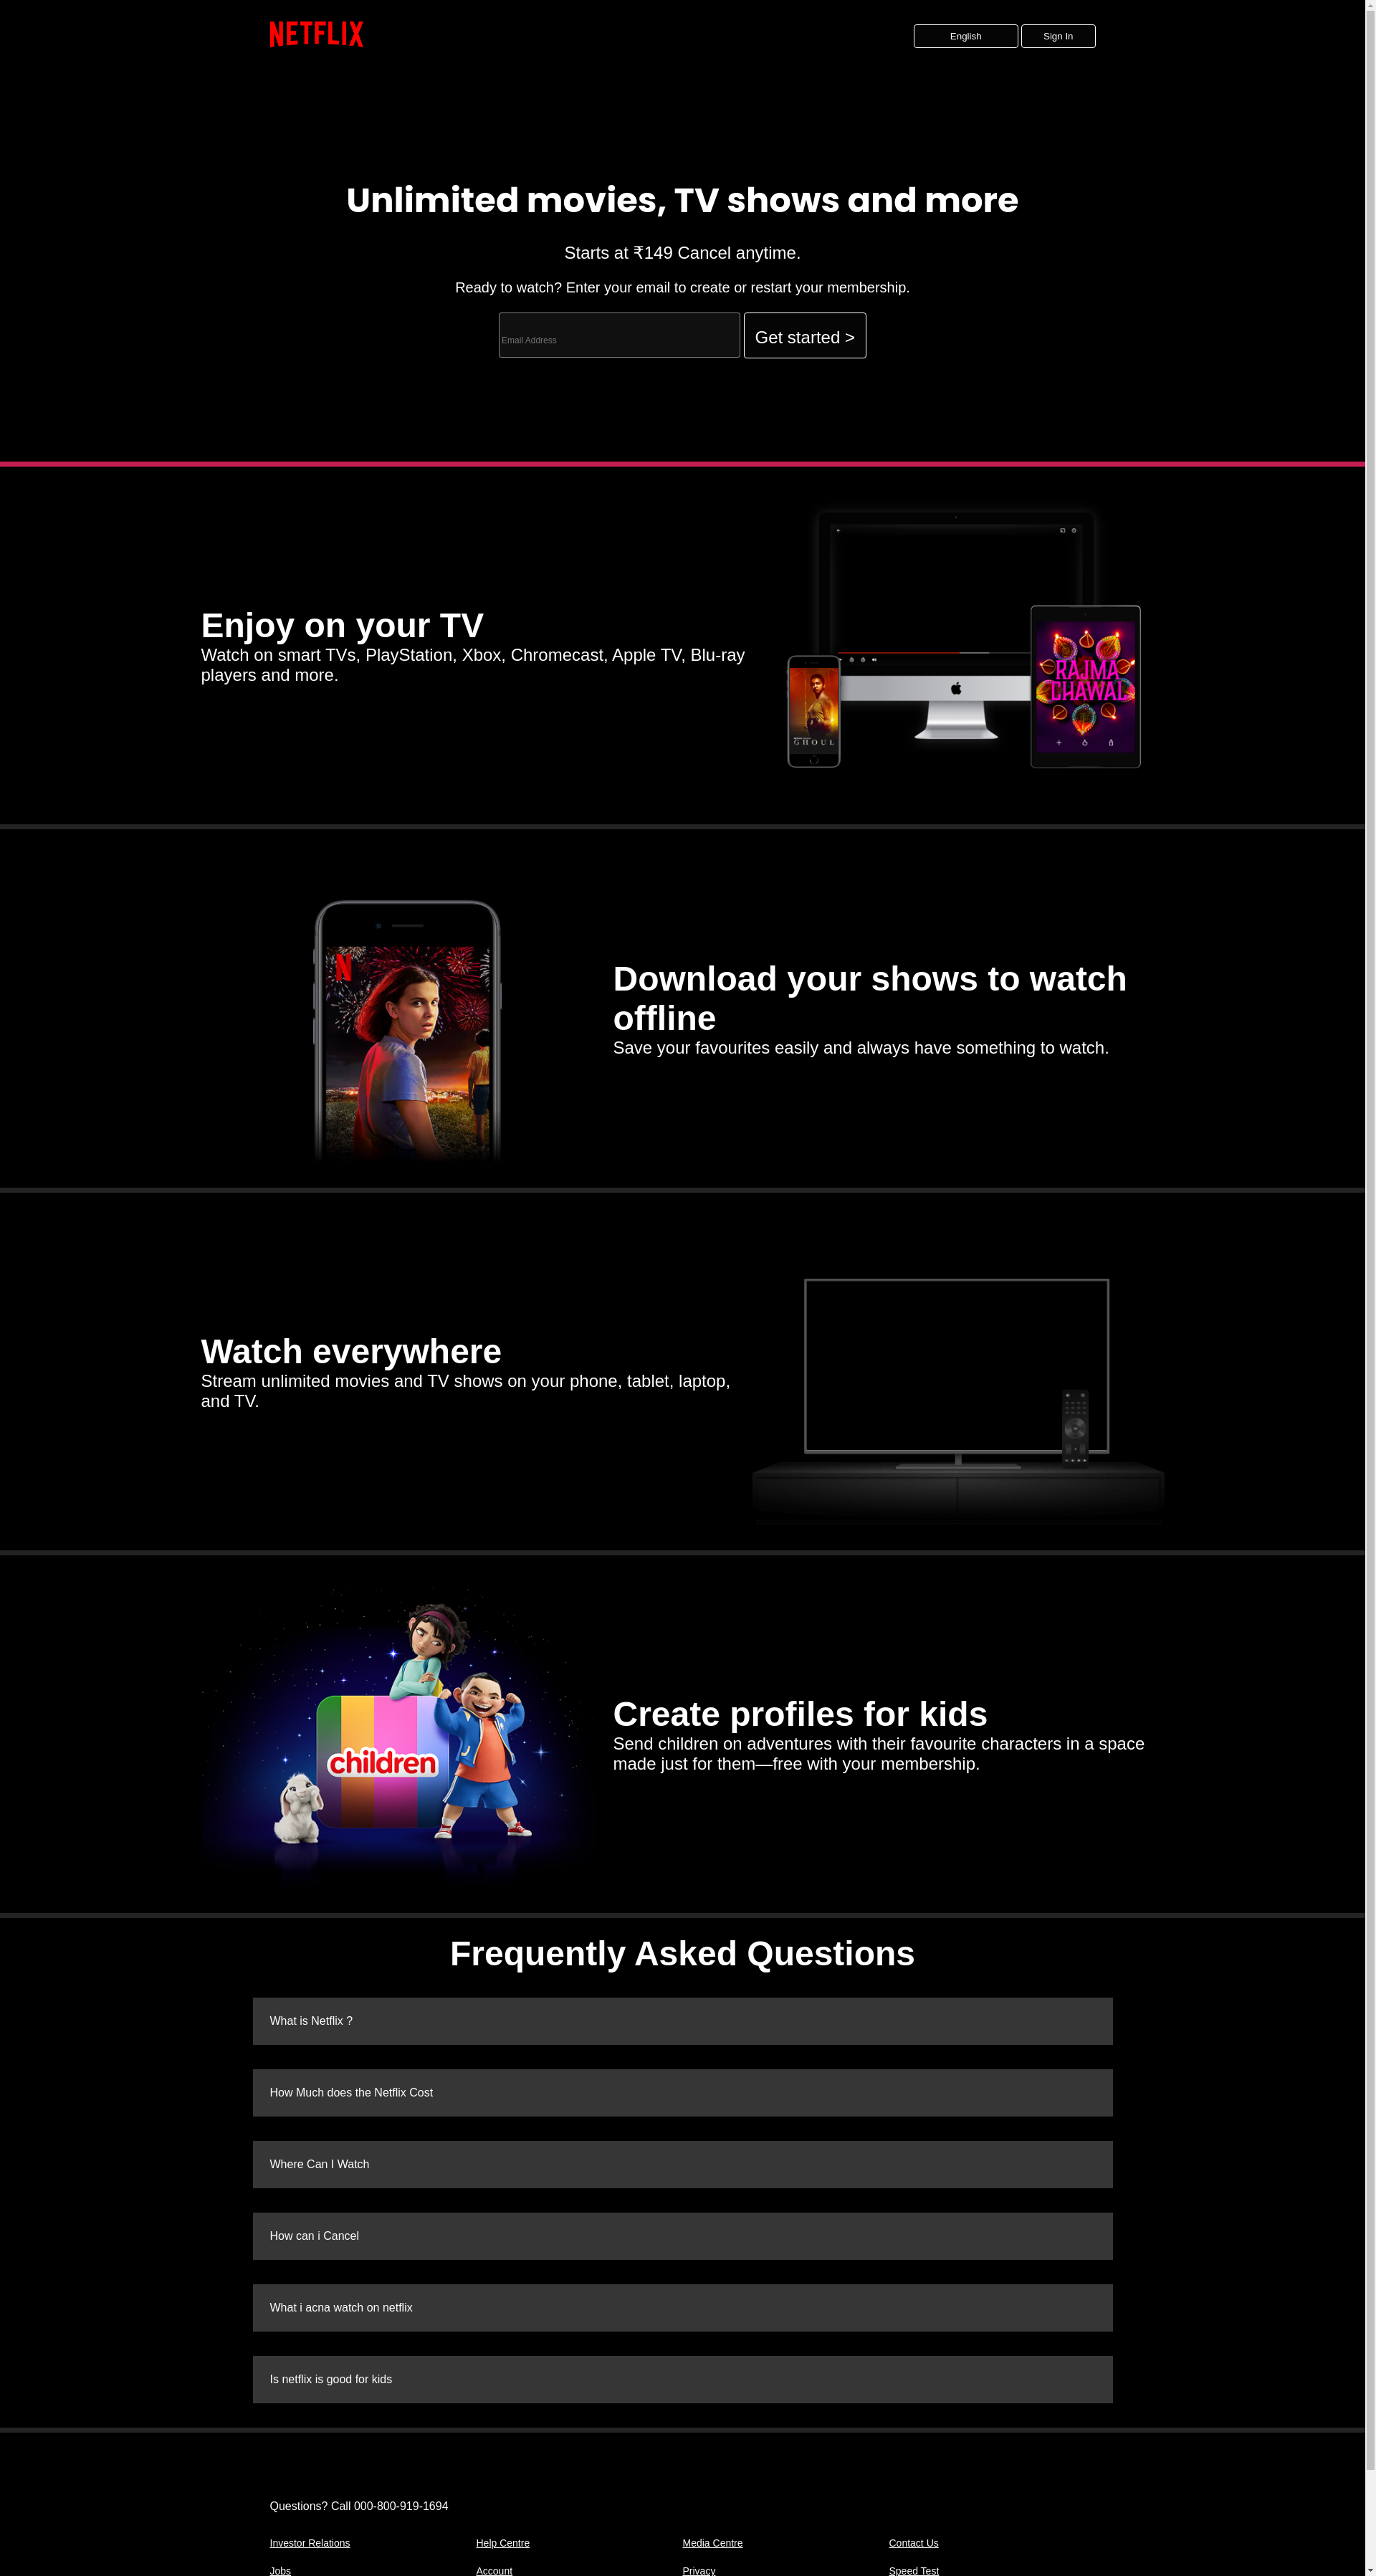 NETFLIX
English
Sign In
Unlimited movies, TV shows and more
Starts at ₹149 Cancel anytime.
Ready to watch? Enter your email to create or restart your membership.
Email Address
Get started >
Enjoy on your TV
Watch on smart TVs, PlayStation, Xbox, Chromecast, Apple TV, Blu-ray
players and more.
RAJMA
CHAWAL
GHOUL
N
Download your shows to watch
offline
Save your favourites easily and always have something to watch.
Watch everywhere
Stream unlimited movies and TV shows on your phone, tablet, laptop,
and TV.
children
Create profiles for kids
Send children on adventures with their favourite characters in a space
made just for them—free with your membership.
Frequently Asked Questions
What is Netflix ?
How Much does the Netflix Cost
Where Can I Watch
How can i Cancel
What i acna watch on netflix
Is netflix is good for kids
Questions? Call 000-800-919-1694
Investor Relations
Help Centre
Media Centre
Contact Us
Jobs
Account
Privacy
Speed Test